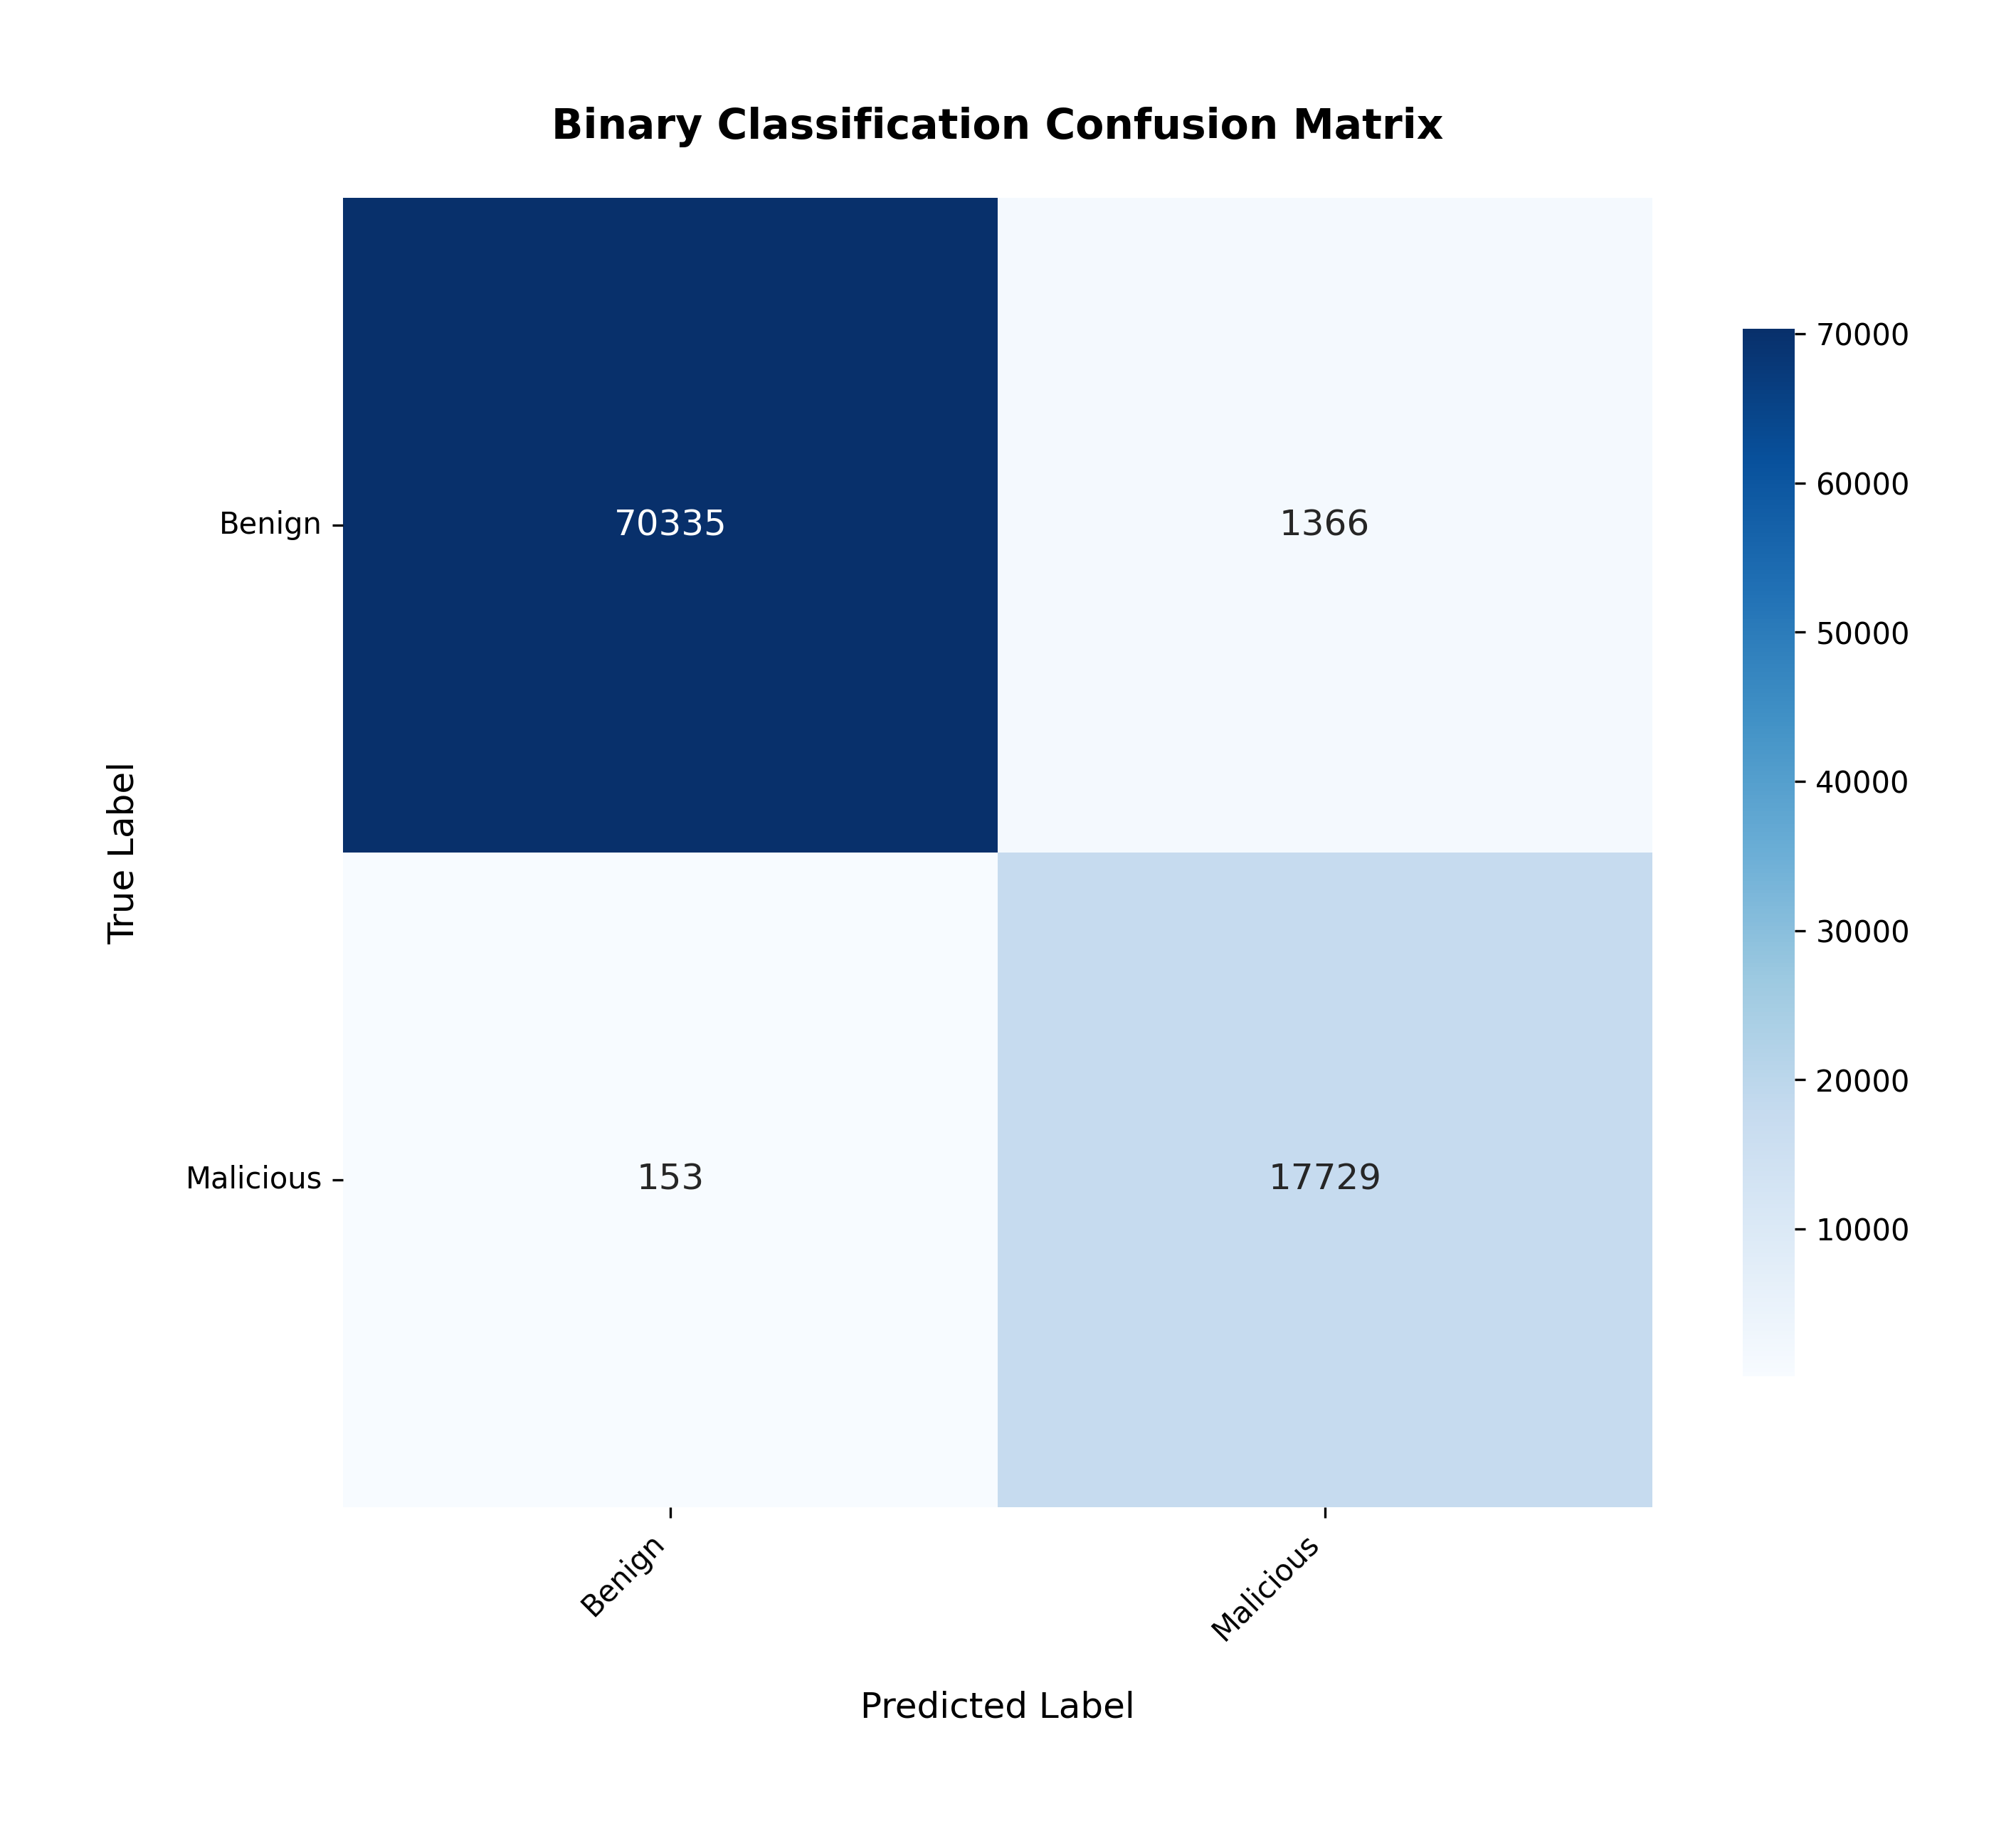 Binary Classification Confusion Matrix
True Label
Benign
70335
1366
Malicious
153
17729
Benign
Malicious
Predicted Label
70000
60000
50000
40000
30000
20000
10000